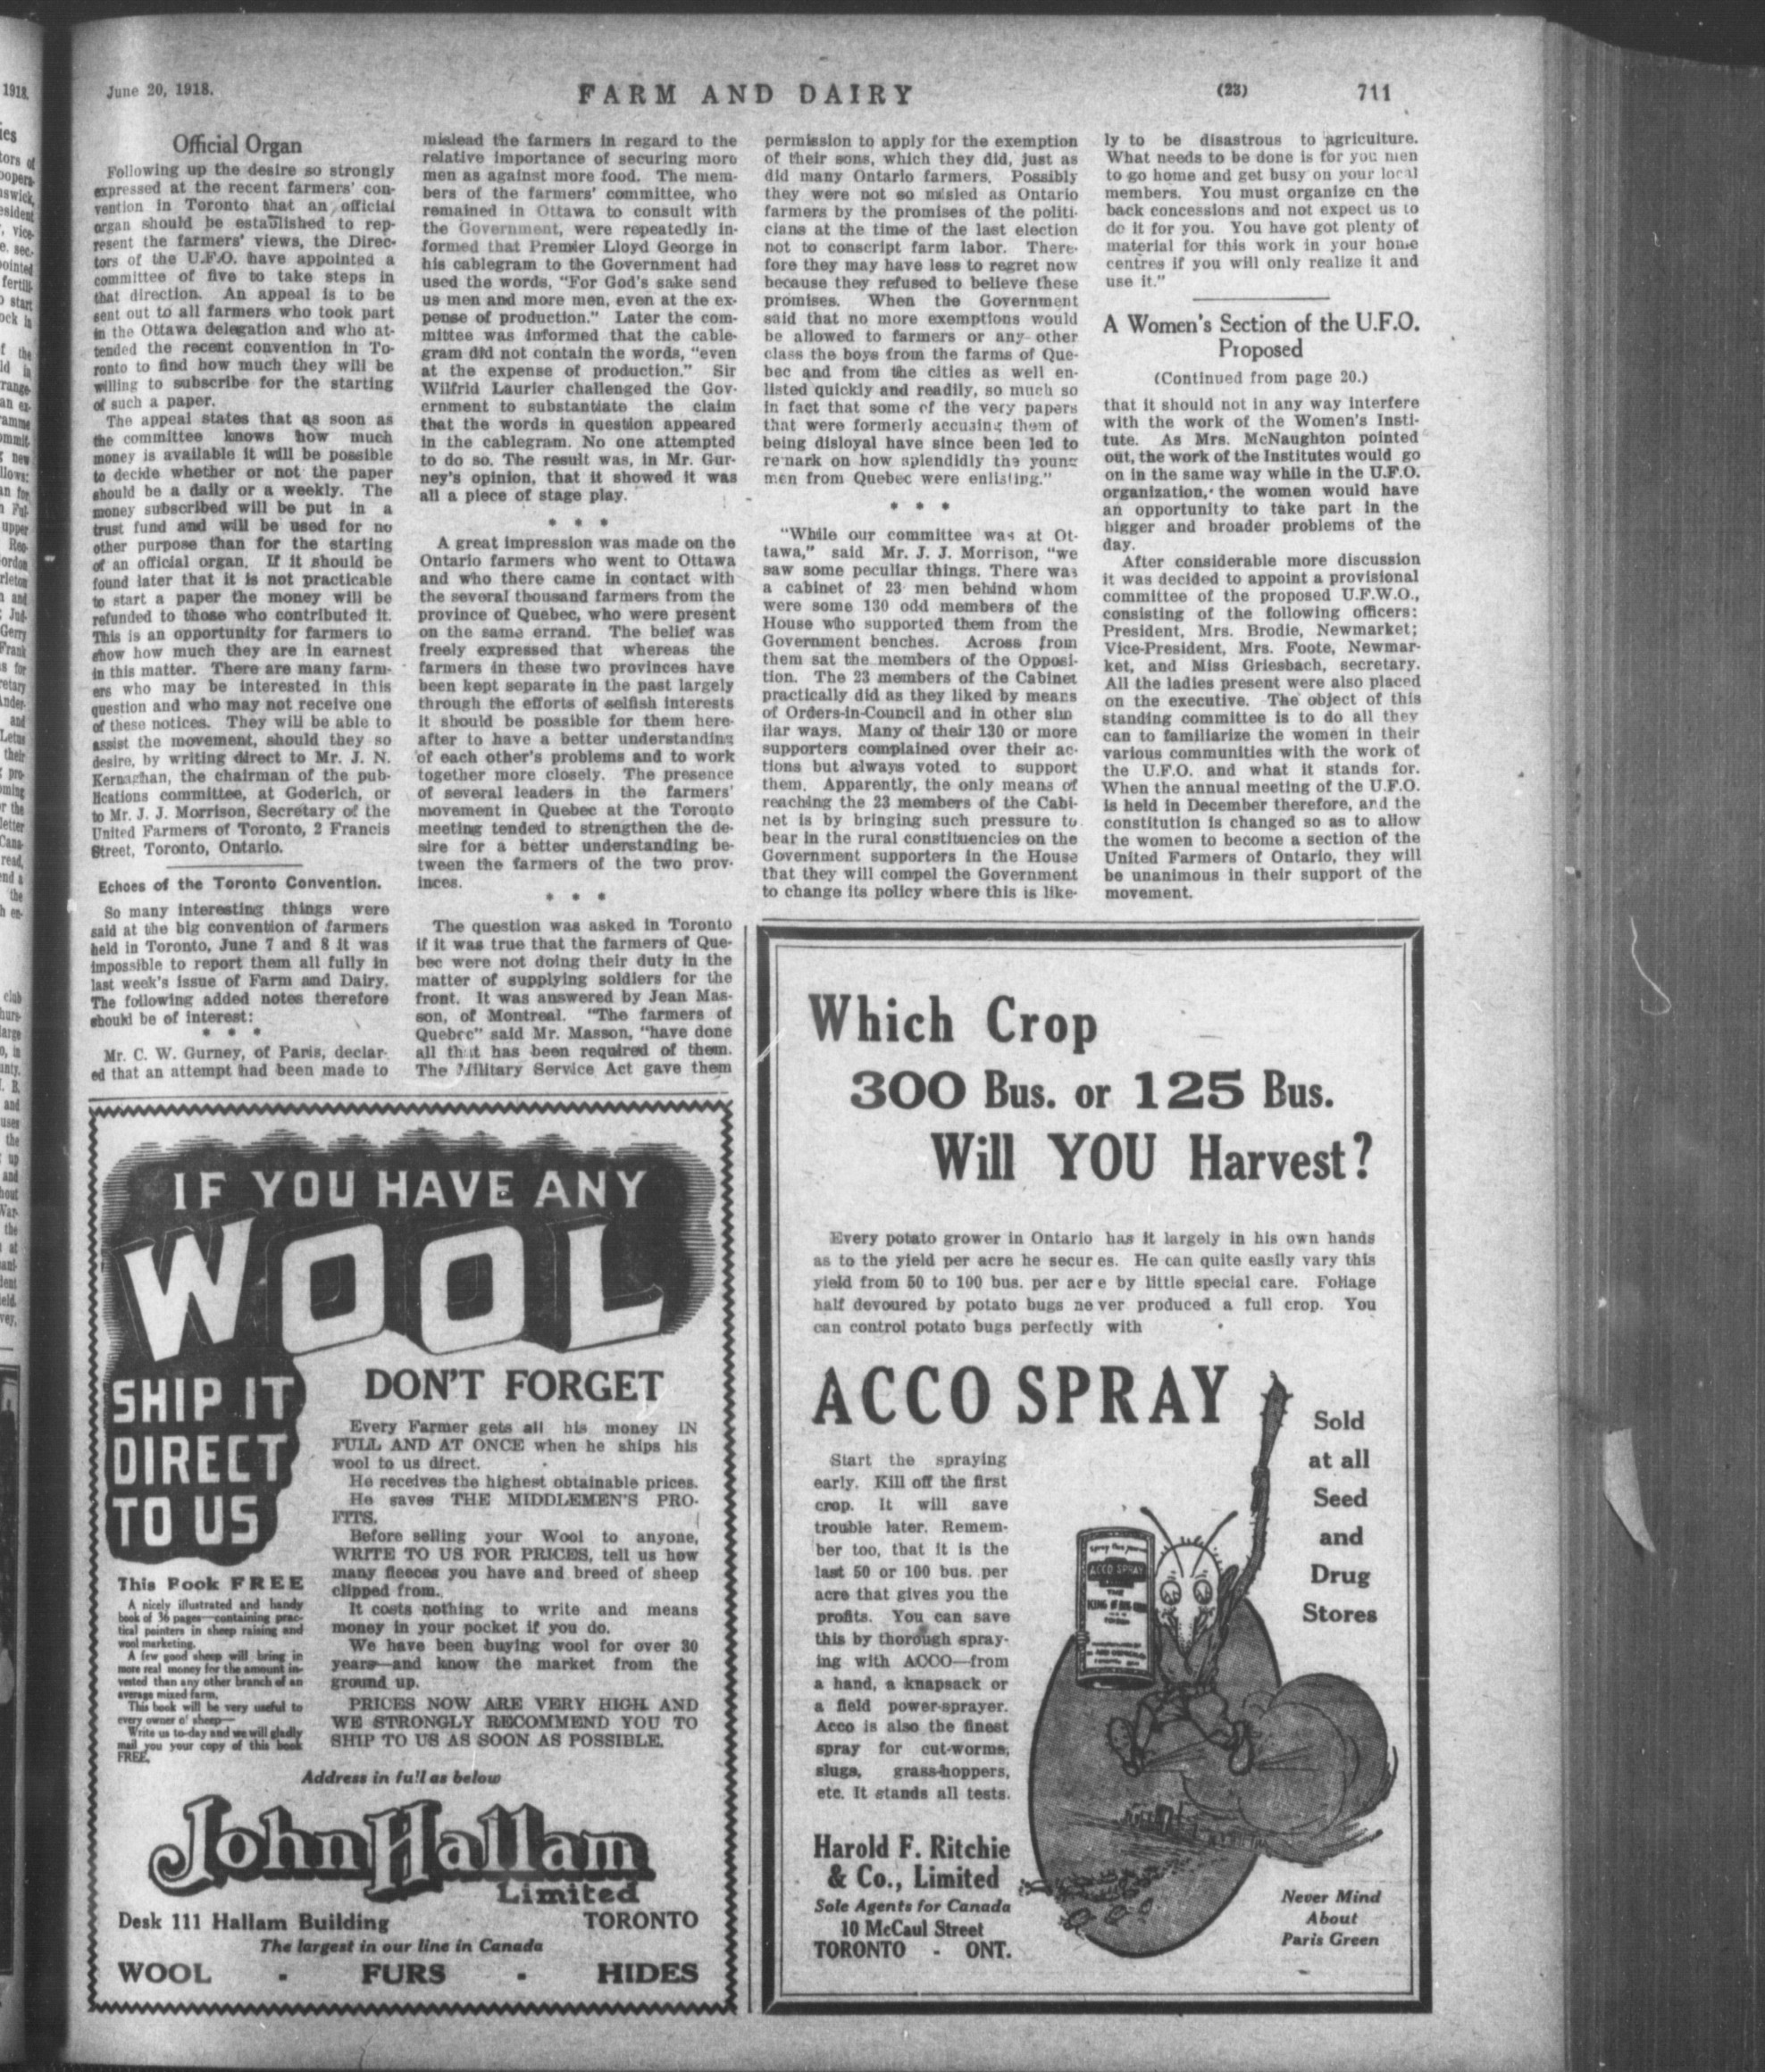 June 20, 1918.
FARM AND DAIRY
(23)
711
Official Organ
Following up the desire so strongly
expressed at the recent farmers' con-
vention in Toronto that an official
organ should be established to rep-
resent the farmers' views, the Direc-
tors of the U.F.O. have appointed a
committee of five to take steps in
that direction. An appeal is to be
sent out to all farmers who took part
in the Ottawa delegation and who at-
tended the recent convention in To-
ronto to find how much they will be
willing to subscribe for the starting
of such a paper.
The appeal states that as soon as
the committee knows how much
money is available it will be possible
to decide whether or not the paper
should be a daily or a weekly. The
money subscribed will be put in a
trust fund and will be used for no
other purpose than for the starting
of an official organ. If it should be
found later that it is not practicable
to start a paper the money will be
refunded to those who contributed it.
This is an opportunity for farmers to
show how much they are in earnest
in this matter. There are many farm-
ers who may be interested in this
question and who may not receive one
of these notices. They will be able to
assist the movement, should they so
desire, by writing direct to Mr. J. N.
Kernaghan, the chairman of the pub-
lications committee, at Goderich, or
to Mr. J. J. Morrison, Secretary of the
United Farmers of Toronto, 2 Francis
Street, Toronto, Ontario.
Echoes of the Toronto Convention.
So many interesting things were
said at the big convention of farmers
held in Toronto, June 7 and 8 it was
impossible to report them all fully in
last week's issue of Farm and Dairy.
The following added notes therefore
should be of interest:
* * *
Mr. C. W. Gurney, of Paris, declar-
ed that an attempt had been made to
mislead the farmers in regard to the
relative importance of securing more
men as against more food. The mem-
bers of the farmers' committee, who
remained in Ottawa to consult with
the Government, were repeatedly in-
formed that Premier Lloyd George in
his cablegram to the Government had
used the words, "For God's sake send
us men and more men, even at the ex-
pense of production." Later the com-
mittee was informed that the cable-
gram did not contain the words, "even
at the expense of production." Sir
Wilfrid Laurier challenged the Gov-
ernment to substantiate the claim
that the words in question appeared
in the cablegram. No one attempted
to do so. The result was, in Mr. Gur-
ney's opinion, that it showed it was
all a piece of stage play.
* * *
A great impression was made on the
Ontario farmers who went to Ottawa
and who there came in contact with
the several thousand farmers from the
province of Quebec, who were present
on the same errand. The belief was
freely expressed that whereas the
farmers in these two provinces have
been kept separate in the past largely
through the efforts of selfish interests
it should be possible for them here-
after to have a better understanding
of each other's problems and to work
together more closely. The presence
of several leaders in the farmers'
movement in Quebec at the Toronto
meeting tended to strengthen the de-
sire for a better understanding be-
tween the farmers of the two prov-
inces.
* * *
The question was asked in Toronto
if it was true that the farmers of Que-
bec were not doing their duty in the
matter of supplying soldiers for the
front. It was answered by Jean Mas-
son, of Montreal. "The farmers of
Quebec" said Mr. Masson, "have done
all that has been required of them.
The Military Service Act gave them
permission to apply for the exemption
of their sons, which they did, just as
did many Ontario farmers. Possibly
they were not so misled as Ontario
farmers by the promises of the politi-
cians at the time of the last election
not to conscript farm labor. There-
fore they may have less to regret now
because they refused to believe these
promises. When the Government
said that no more exemptions would
be allowed to farmers or any other
class the boys from the farms of Que-
bec and from the cities as well en-
listed quickly and readily, so much so
in fact that some of the very papers
that were formerly accusing them of
being disloyal have since been led to
remark on how splendidly the young
men from Quebec were enlisting."
* * *
"While our committee was at Ot-
tawa," said Mr. J. J. Morrison, "we
saw some peculiar things. There was
a cabinet of 23 men behind whom
were some 130 odd members of the
House who supported them from the
Government benches. Across from
them sat the members of the Opposi-
tion. The 23 members of the Cabinet
practically did as they liked by means
of Orders-in-Council and in other sim
ilar ways. Many of their 130 or more
supporters complained over their ac-
tions but always voted to support
them. Apparently, the only means of
reaching the 23 members of the Cabi-
net is by bringing such pressure to
bear in the rural constituencies on the
Government supporters in the House
that they will compel the Government
to change its policy where this is like-
ly to be disastrous to agriculture.
What needs to be done is for you men
to go home and get busy on your local
members. You must organize on the
back concessions and not expect us to
do it for you. You have got plenty of
material for this work in your home
centres if you will only realize it and
use it."
A Women's Section of the U.F.O.
Proposed
(Continued from page 20.)
that it should not in any way interfere
with the work of the Women's Insti-
tute. As Mrs. McNaughton pointed
out, the work of the Institutes would go
on in the same way while in the U.F.O.
organization, the women would have
an opportunity to take part in the
bigger and broader problems of the
day.
After considerable more discussion
it was decided to appoint a provisional
committee of the proposed U.F.W.O.,
consisting of the following officers:
President, Mrs. Brodie, Newmarket;
Vice-President, Mrs. Foote, Newmar-
ket, and Miss Griesbach, secretary.
All the ladies present were also placed
on the executive. The object of this
standing committee is to do all they
can to familiarize the women in their
various communities with the work of
the U.F.O. and what it stands for.
When the annual meeting of the U.F.O.
is held in December therefore, and the
constitution is changed so as to allow
the women to become a section of the
United Farmers of Ontario, they will
be unanimous in their support of the
movement.
IF YOU HAVE ANY
WOOL
SHIP IT
DIRECT
TO US
DON'T FORGET
Every Farmer gets all his money IN
FULL AND AT ONCE when he ships his
wool to us direct.
He receives the highest obtainable prices.
He saves THE MIDDLEMEN'S PRO-
FITS.
Before selling your Wool to anyone,
WRITE TO US FOR PRICES, tell us how
many fleeces you have and breed of sheep
clipped from.
It costs nothing to write and means
money in your pocket if you do.
We have been buying wool for over 30
years—and know the market from the
ground up.
PRICES NOW ARE VERY HIGH AND
WE STRONGLY RECOMMEND YOU TO
SHIP TO US AS SOON AS POSSIBLE.
This Book FREE
A nicely illustrated and handy
book of 36 pages—containing prac-
tical pointers in sheep raising and
wool marketing.
A few good sheep will bring in
more real money for the amount in-
vested than any other branch of an
average mixed farm.
This book will be very useful to
every owner of sheep—
Write us to-day and we will gladly
mail you your copy of this book
FREE.
Address in full as below
John Hallam
Limited
Desk 111 Hallam Building TORONTO
The largest in our line in Canada
WOOL - FURS - HIDES
Which Crop
300 Bus. or 125 Bus.
Will YOU Harvest?
Every potato grower in Ontario has it largely in his own hands
as to the yield per acre he secures. He can quite easily vary this
yield from 50 to 100 bus. per acre by little special care. Foliage
half devoured by potato bugs never produced a full crop. You
can control potato bugs perfectly with
ACCO SPRAY
Start the spraying
early. Kill off the first
crop. It will save
trouble later. Remem-
ber too, that it is the
last 50 or 100 bus. per
acre that gives you the
profits. You can save
this by thorough spray-
ing with ACCO—from
a hand, a knapsack or
a field power-sprayer.
Acco is also the finest
spray for cut-worms,
slugs, grass-hoppers,
etc. It stands all tests.
Sold
at all
Seed
and
Drug
Stores
ACCO SPRAY
THE
Harold F. Ritchie
& Co., Limited
Sole Agents for Canada
10 McCaul Street
TORONTO - ONT.
Never Mind
About
Paris Green